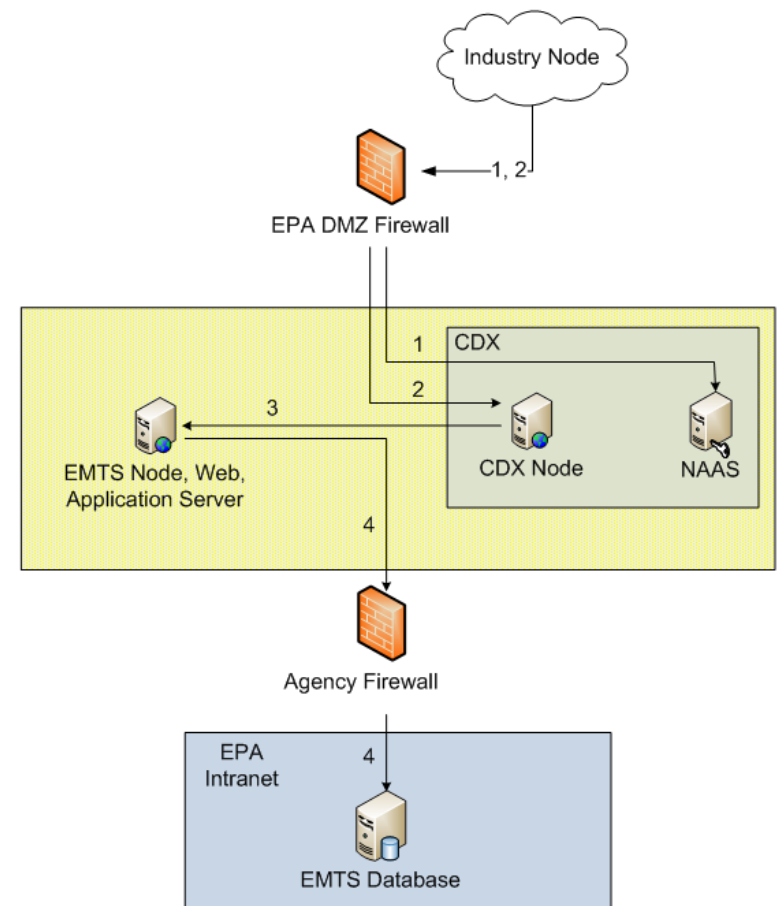 Industry Node
1, 2
EPA DMZ Firewall
1
CDX
2
3
EMTS Node, Web,
Application Server
CDX Node
NAAS
4
Agency Firewall
EPA
Intranet
4
EMTS Database